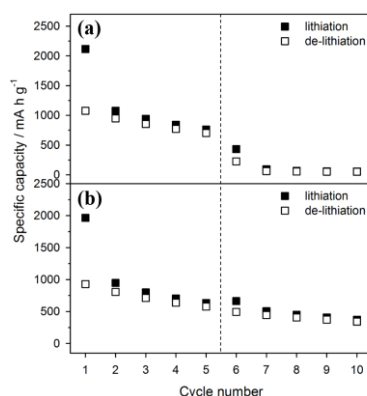 (a)
lithiation
de-lithiation
2500
2000
1500
1000
500
0
(b)
lithiation
de-lithiation
2500
2000
1500
1000
500
0
Specific capacity / mA h g⁻¹
1 2 3 4 5 6 7 8 9 10
Cycle number